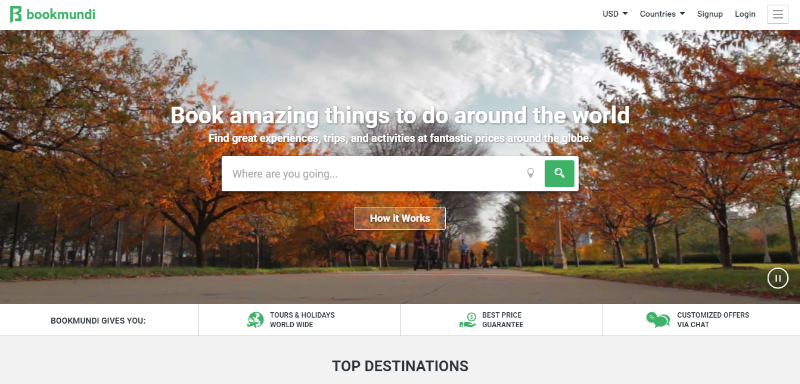 bookmundi
USD
Countries
Signup
Login
Book amazing things to do around the world
Find great experiences, trips, and activities at fantastic prices around the globe.
Where are you going...
How it Works
BOOKMUNDI GIVES YOU:
TOURS & HOLIDAYS
WORLD WIDE
BEST PRICE
GUARANTEE
CUSTOMIZED OFFERS
VIA CHAT
TOP DESTINATIONS